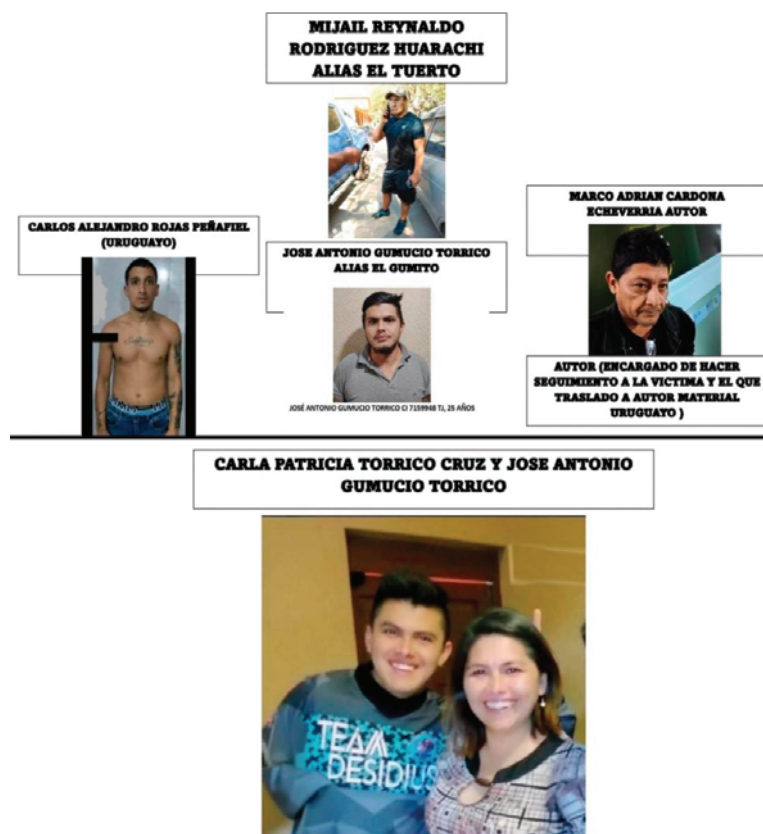 MIJAIL REYNALDO
RODRIGUEZ HUARACHI
ALIAS EL TUERTO
CARLOS ALEJANDRO ROJAS PEÑAFIEL
(URUGUAYO)
JOSE ANTONIO GUMUCIO TORRICO
ALIAS EL GUMITO
JOSÉ ANTONIO GUMUCIO TORRICO CI 7159948 TJ, 25 AÑOS
MARCO ADRIAN CARDONA
ECHEVERRIA AUTOR
AUTOR (ENCARGADO DE HACER
SEGUIMIENTO A LA VICTIMA Y EL QUE
TRASLADO A AUTOR MATERIAL
URUGUAYO )
CARLA PATRICIA TORRICO CRUZ Y JOSE ANTONIO
GUMUCIO TORRICO
TEAM
DESIDIUS